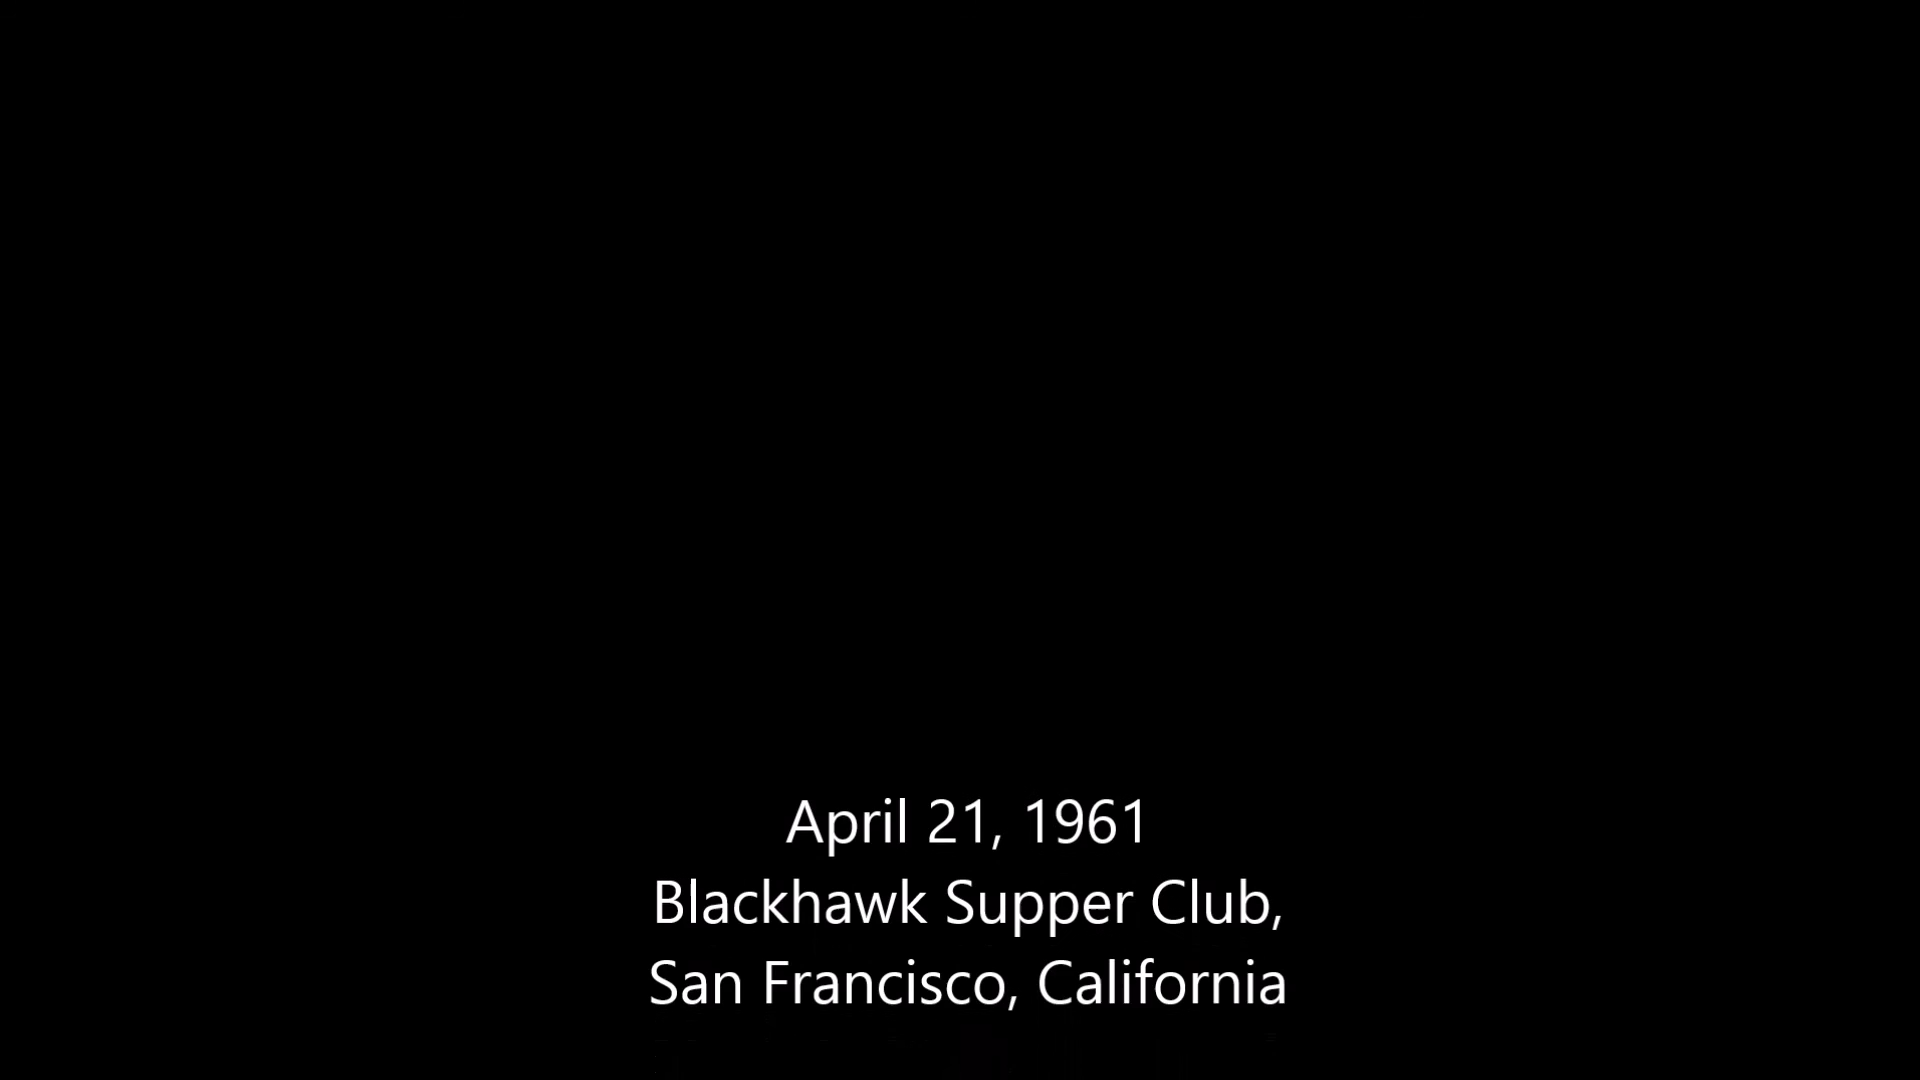 April 21, 1961
Blackhawk Supper Club,
San Francisco, California